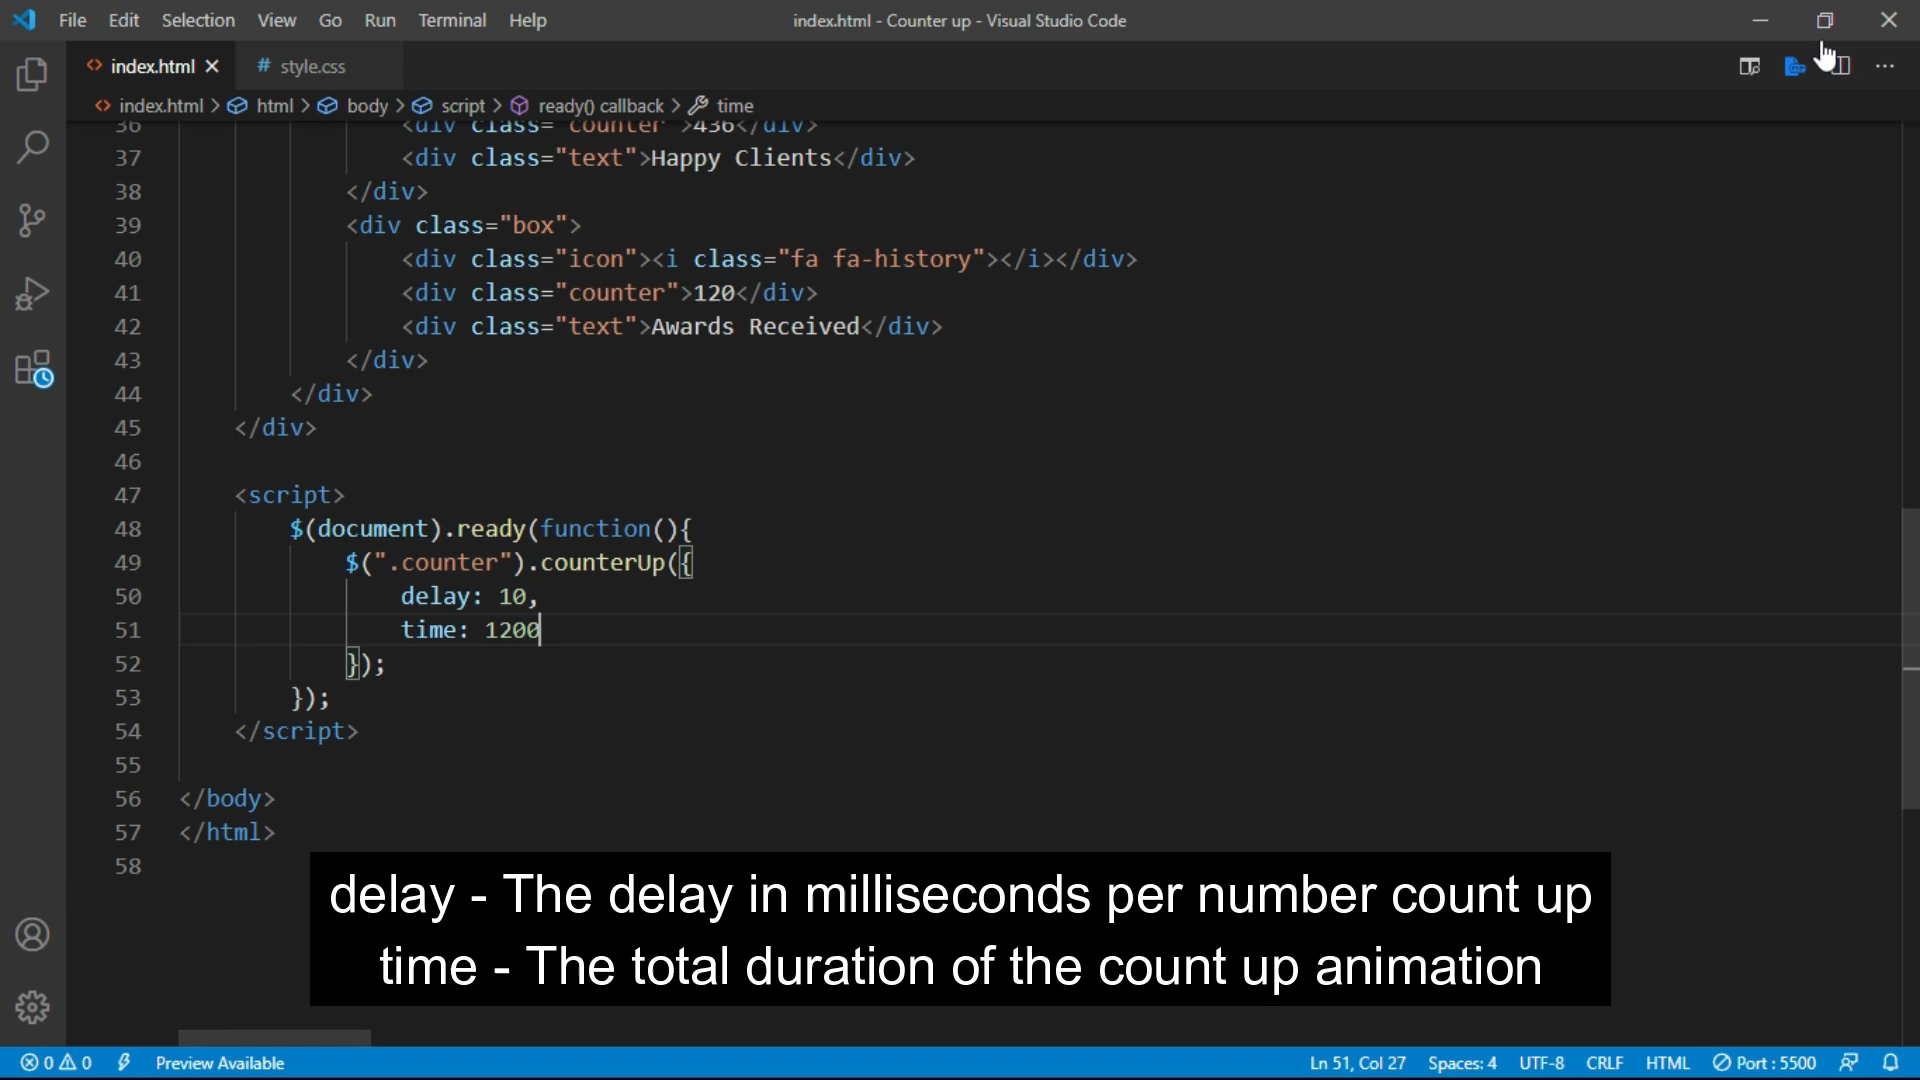 File Edit Selection View Go Run Terminal Help
index.html - Counter up - Visual Studio Code
index.html
# style.css
index.html > html > body > script > ready() callback > time
36 <div class="counter">436</div>
37 <div class="text">Happy Clients</div>
38 </div>
39 <div class="box">
40 <div class="icon"><i class="fa fa-history"></i></div>
41 <div class="counter">120</div>
42 <div class="text">Awards Received</div>
43 </div>
44 </div>
45 </div>
46
47 <script>
48 $(document).ready(function(){
49 $(".counter").counterUp({
50 delay: 10,
51 time: 1200
52 });
53 });
54 </script>
55
56 </body>
57 </html>
58
delay - The delay in milliseconds per number count up
time - The total duration of the count up animation
0 0 Preview Available Ln 51, Col 27 Spaces: 4 UTF-8 CRLF HTML Port : 5500